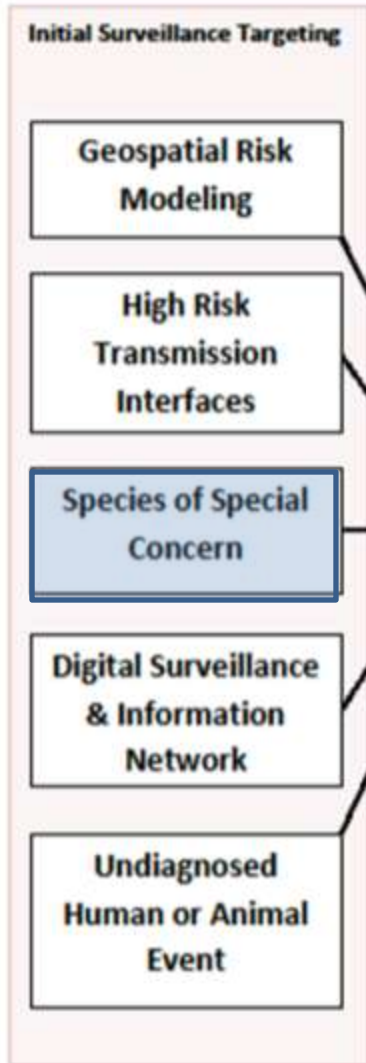 Initial Surveillance Targeting
Geospatial Risk
Modeling
High Risk
Transmission
Interfaces
Species of Special
Concern
Digital Surveillance
& Information
Network
Undiagnosed
Human or Animal
Event